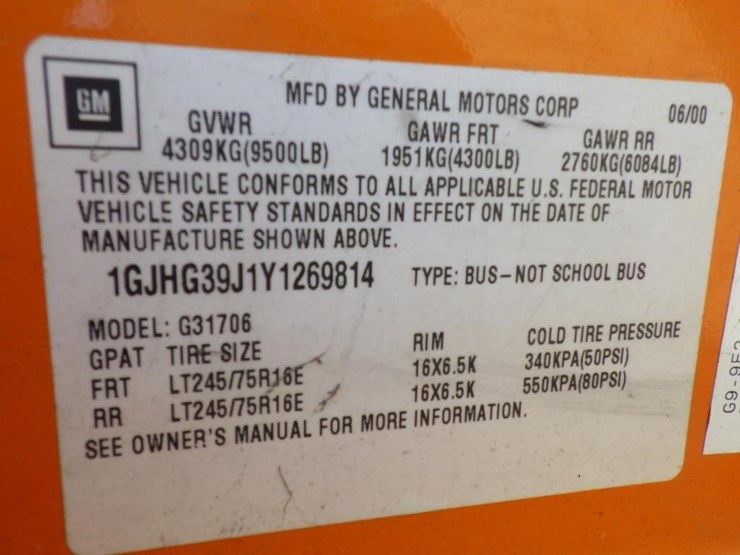 GM
MFD BY GENERAL MOTORS CORP 06/00
GVWR GAWR FRT GAWR RR
4309KG(9500LB) 1951KG(4300LB) 2760KG(6084LB)
THIS VEHICLE CONFORMS TO ALL APPLICABLE U.S. FEDERAL MOTOR
VEHICLE SAFETY STANDARDS IN EFFECT ON THE DATE OF
MANUFACTURE SHOWN ABOVE.
1GJHG39J1Y1269814 TYPE: BUS-NOT SCHOOL BUS
MODEL: G31706
GPAT TIRE SIZE RIM COLD TIRE PRESSURE
FRT LT245/75R16E 16X6.5K 340KPA(50PSI)
RR LT245/75R16E 16X6.5K 550KPA(80PSI)
SEE OWNER'S MANUAL FOR MORE INFORMATION.